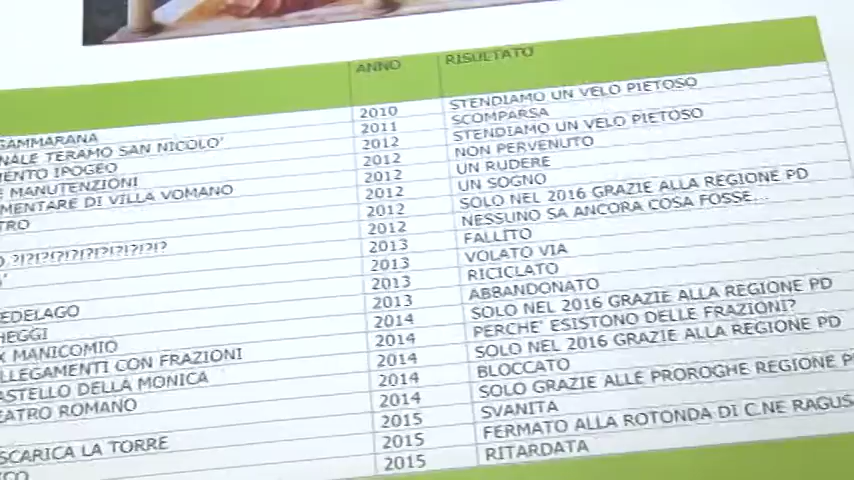 ANNO RISULTATO
GAMMARANA 2010 STENDIAMO UN VELO PIETOSO
NALE TERAMO SAN NICOLO' 2011 SCOMPARSA
MENTO IPOGEO 2012 STENDIAMO UN VELO PIETOSO
E MANUTENZIONI 2012 NON PERVENUTO
MENTARE DI VILLA VOMANO 2012 UN RUDERE
TRO 2012 UN SOGNO
2012 SOLO NEL 2016 GRAZIE ALLA REGIONE PD
O ?!?!?!?!?!?!?!?!?!?!? 2012 NESSUNO SA ANCORA COSA FOSSE...
' 2013 FALLITO
2013 VOLATO VIA
EDELAGO 2013 RICICLATO
HEGGI 2013 ABBANDONATO
X MANICOMIO 2014 SOLO NEL 2016 GRAZIE ALLA REGIONE PD
LLEGAMENTI CON FRAZIONI 2014 PERCHE' ESISTONO DELLE FRAZIONI?
ASTELLO DELLA MONICA 2014 SOLO NEL 2016 GRAZIE ALLA REGIONE PD
EATRO ROMANO 2014 BLOCCATO
2014 SOLO GRAZIE ALLE PROROGHE REGIONE P
SCARICA LA TORRE 2015 SVANITA
CO 2015 FERMATO ALLA ROTONDA DI C.NE RAGUS
2015 RITARDATA